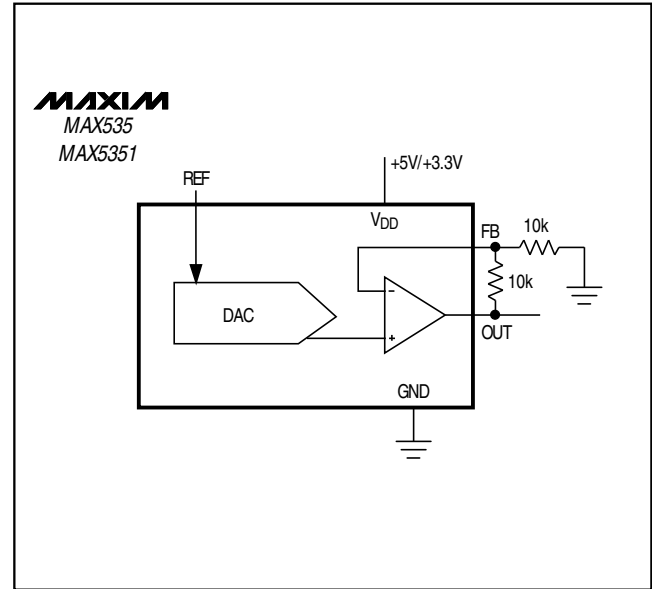 MAXIM
MAX535
MAX5351
REF
+5V/+3.3V
VDD
FB
10k
10k
DAC
OUT
GND